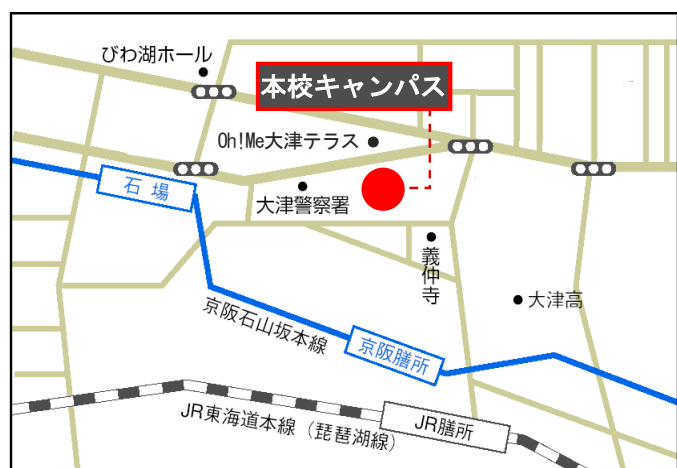 びわ湖ホール
本校キャンパス
Oh!Me大津テラス
石場
大津警察署
義仲寺
大津高
京阪石山坂本線
京阪膳所
JR東海道本線（琵琶湖線）
JR膳所